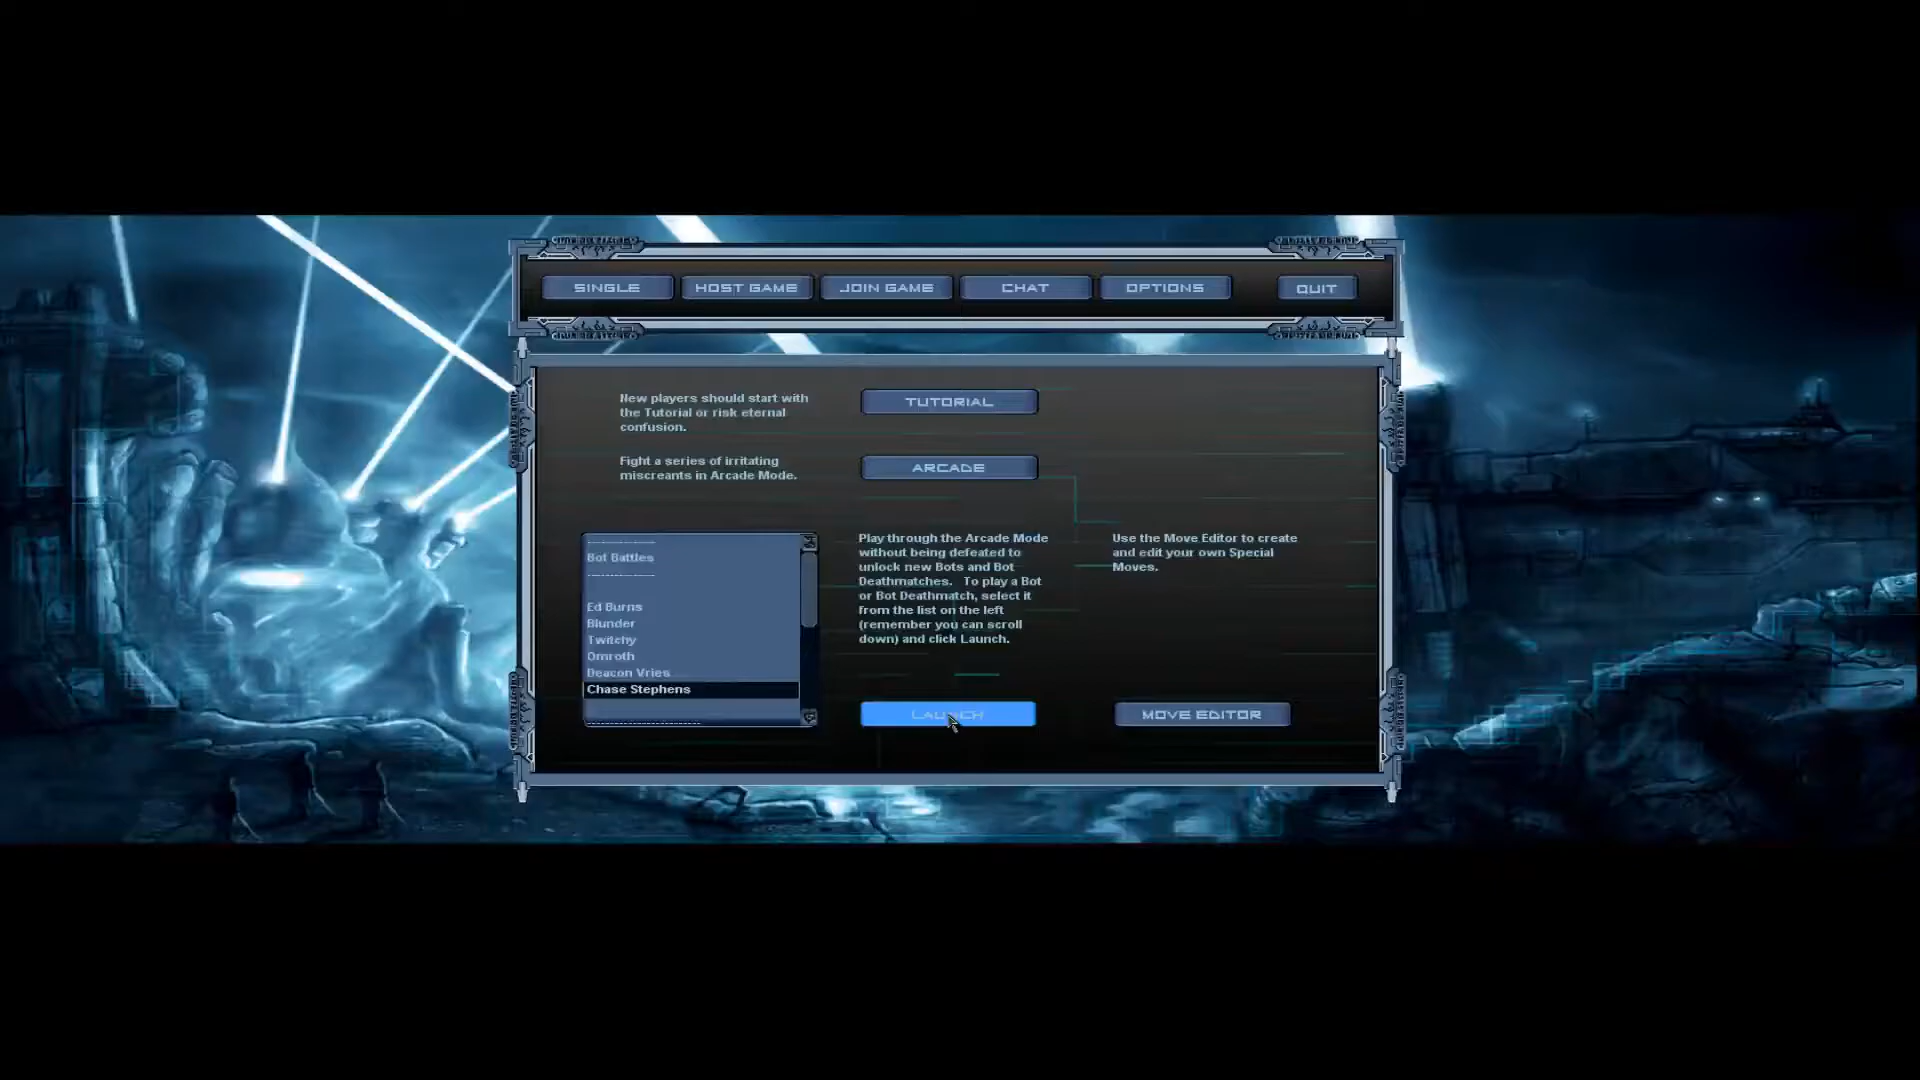 SINGLE
HOST GAME
JOIN GAME
CHAT
OPTIONS
QUIT
New players should start with
the Tutorial or risk eternal
confusion.
TUTORIAL
Fight a series of irritating
miscreants in Arcade Mode.
ARCADE
--------------------
Bot Battles
--------------------
Ed Burns
Blunder
Twitchy
Omroth
Beacon Vries
Chase Stephens
Play through the Arcade Mode
without being defeated to
unlock new Bots and Bot
Deathmatches. To play a Bot
or Bot Deathmatch, select it
from the list on the left
(remember you can scroll
down) and click Launch.
LAUNCH
Use the Move Editor to create
and edit your own Special
Moves.
MOVE EDITOR